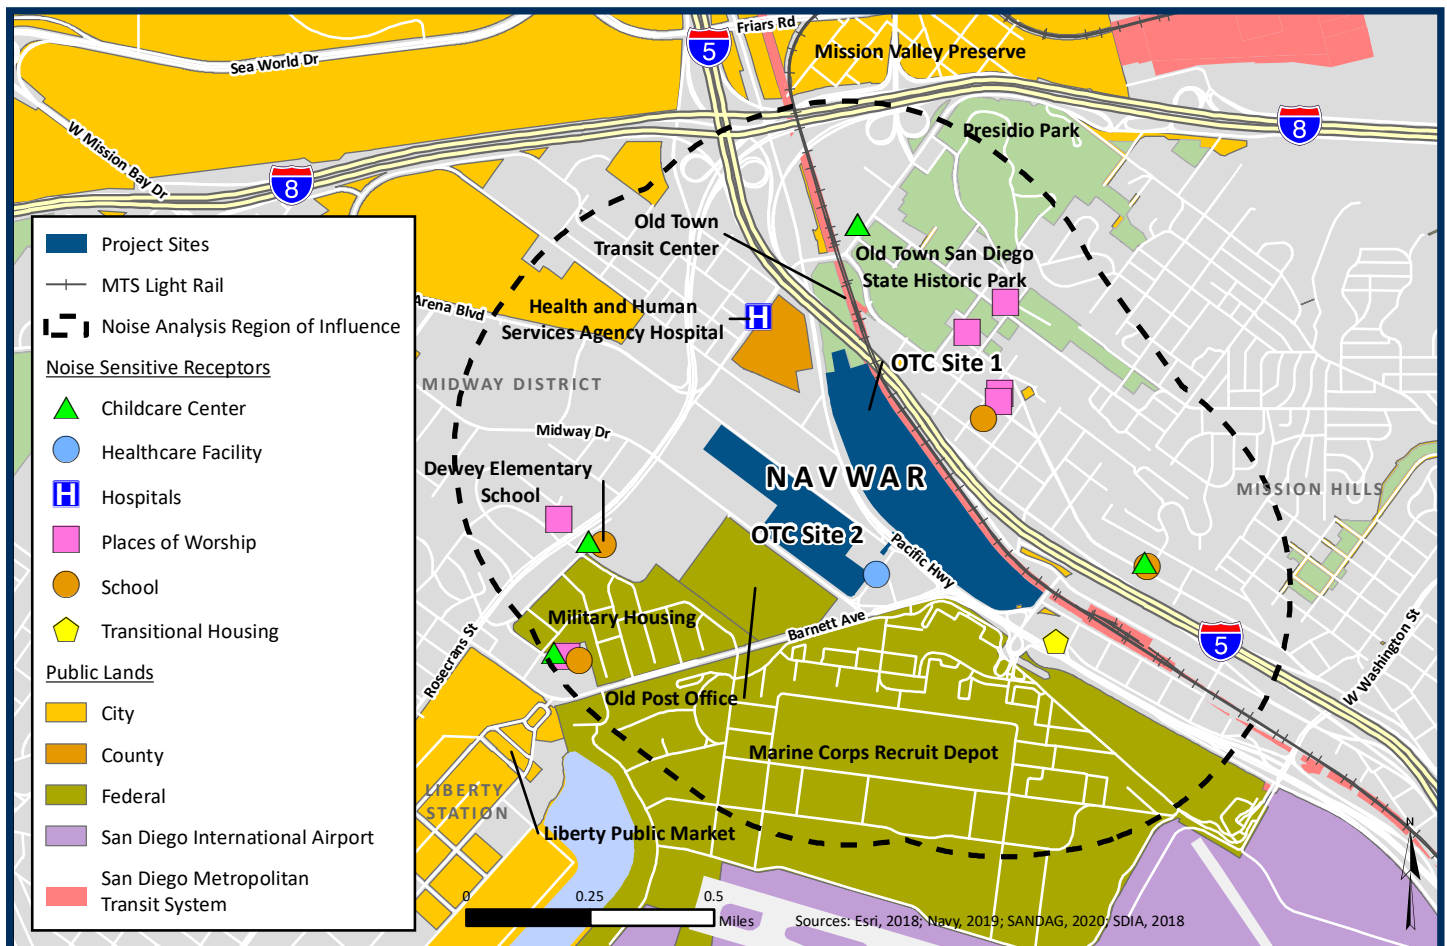 Friars Rd
5
Mission Valley Preserve
Sea World Dr
W Mission Bay Dr
8
Presidio Park
8
Old Town
Transit Center
Old Town San Diego
State Historic Park
Arena Blvd
Health and Human
Services Agency Hospital
H
OTC Site 1
MIDWAY DISTRICT
Midway Dr
Dewey Elementary
School
NAVWAR
MISSION HILLS
OTC Site 2
Pacific Hwy
Military Housing
Barnett Ave
5
Rosecrans St
W Washington St
Old Post Office
Marine Corps Recruit Depot
LIBERTY
STATION
Liberty Public Market
Project Sites
MTS Light Rail
Noise Analysis Region of Influence
Noise Sensitive Receptors
Childcare Center
Healthcare Facility
H Hospitals
Places of Worship
School
Transitional Housing
Public Lands
City
County
Federal
San Diego International Airport
San Diego Metropolitan
Transit System
0 0.25 0.5
Miles
Sources: Esri, 2018; Navy, 2019; SANDAG, 2020; SDIA, 2018
N